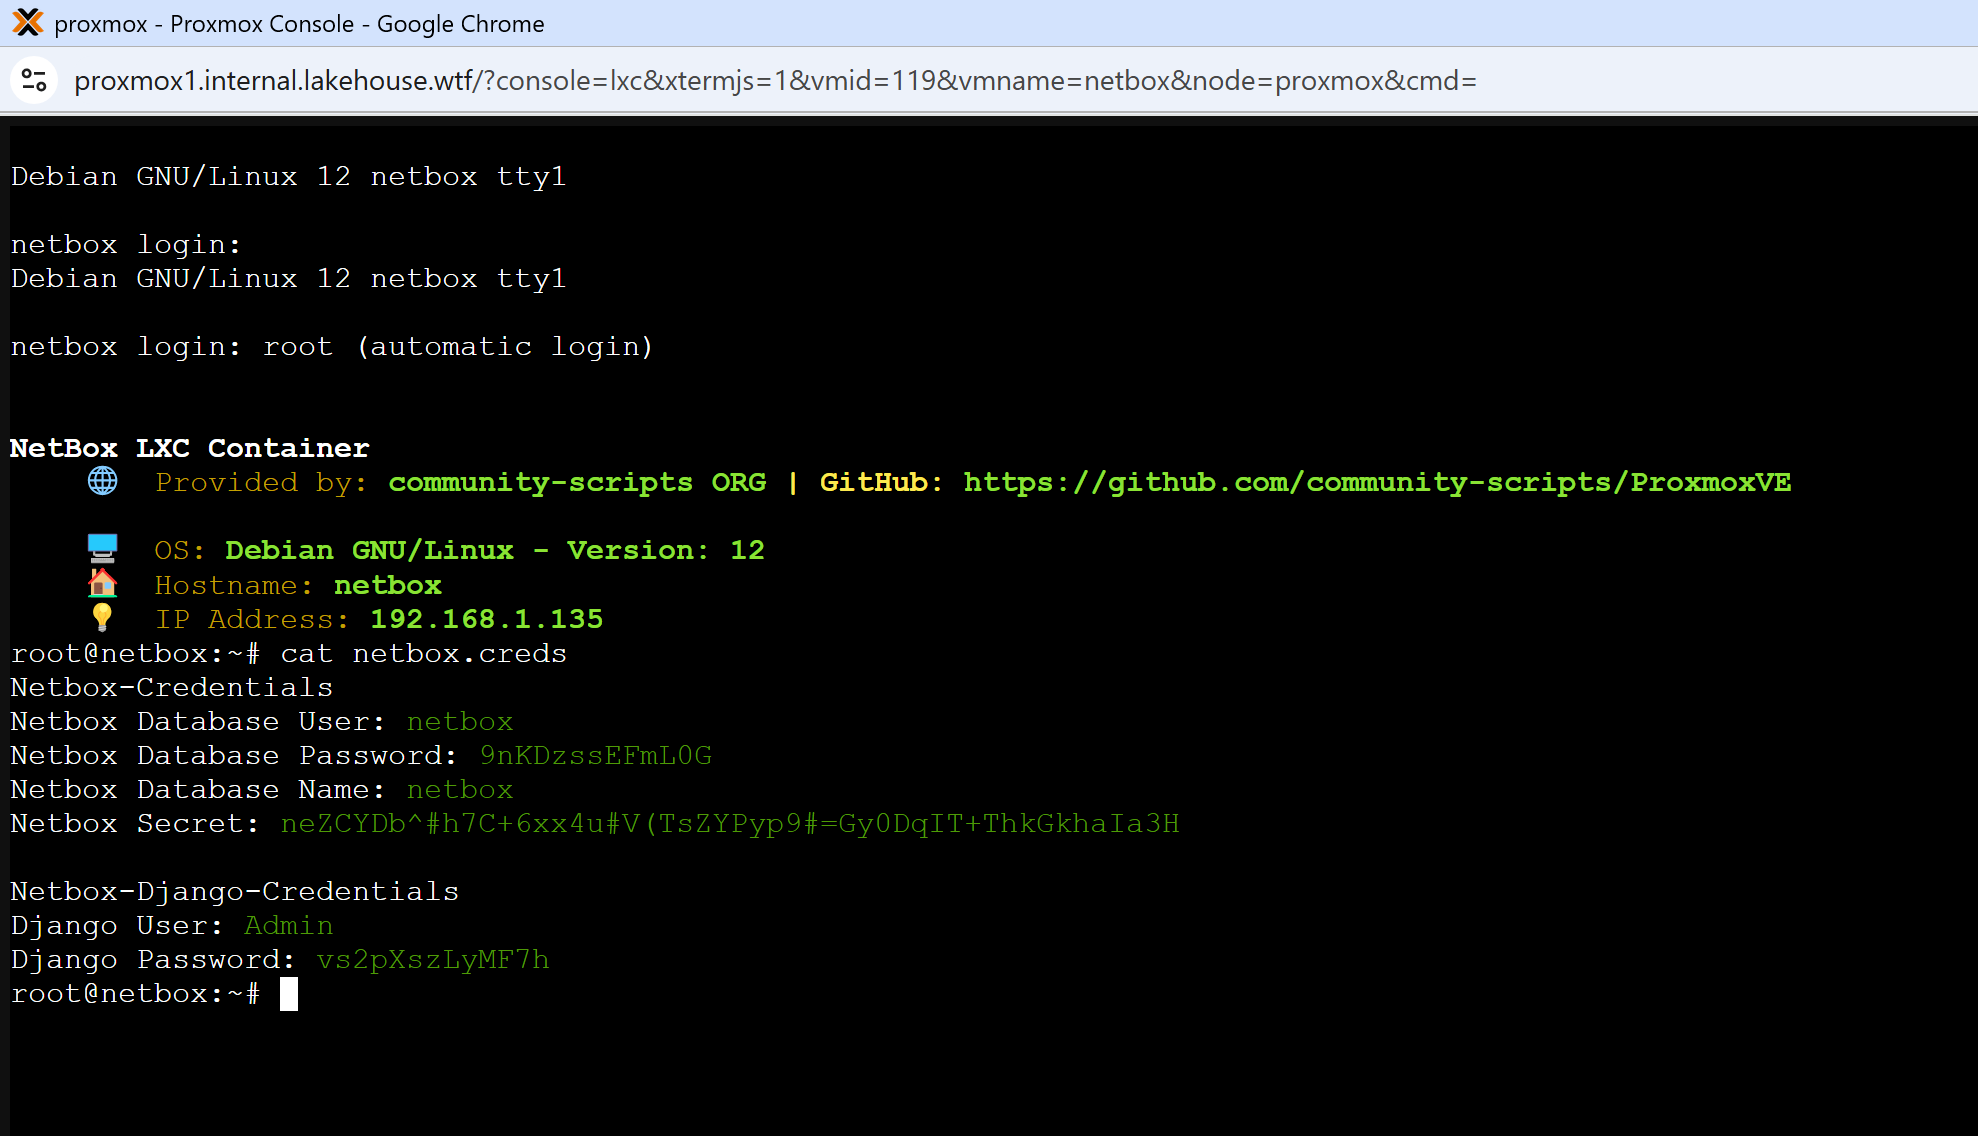 proxmox - Proxmox Console - Google Chrome
proxmox1.internal.lakehouse.wtf/?console=lxc&xtermjs=1&vmid=119&vmname=netbox&node=proxmox&cmd=
Debian GNU/Linux 12 netbox tty1
netbox login:
Debian GNU/Linux 12 netbox tty1
netbox login: root (automatic login)
NetBox LXC Container
Provided by: community-scripts ORG | GitHub: https://github.com/community-scripts/ProxmoxVE
OS: Debian GNU/Linux - Version: 12
Hostname: netbox
IP Address: 192.168.1.135
root@netbox:~# cat netbox.creds
Netbox-Credentials
Netbox Database User: netbox
Netbox Database Password: 9nKDzssEFmL0G
Netbox Database Name: netbox
Netbox Secret: neZCYDb^#h7C+6xx4u#V(TsZYPyp9#=Gy0DqIT+ThkGkhaIa3H
Netbox-Django-Credentials
Django User: Admin
Django Password: vs2pXszLyMF7h
root@netbox:~#